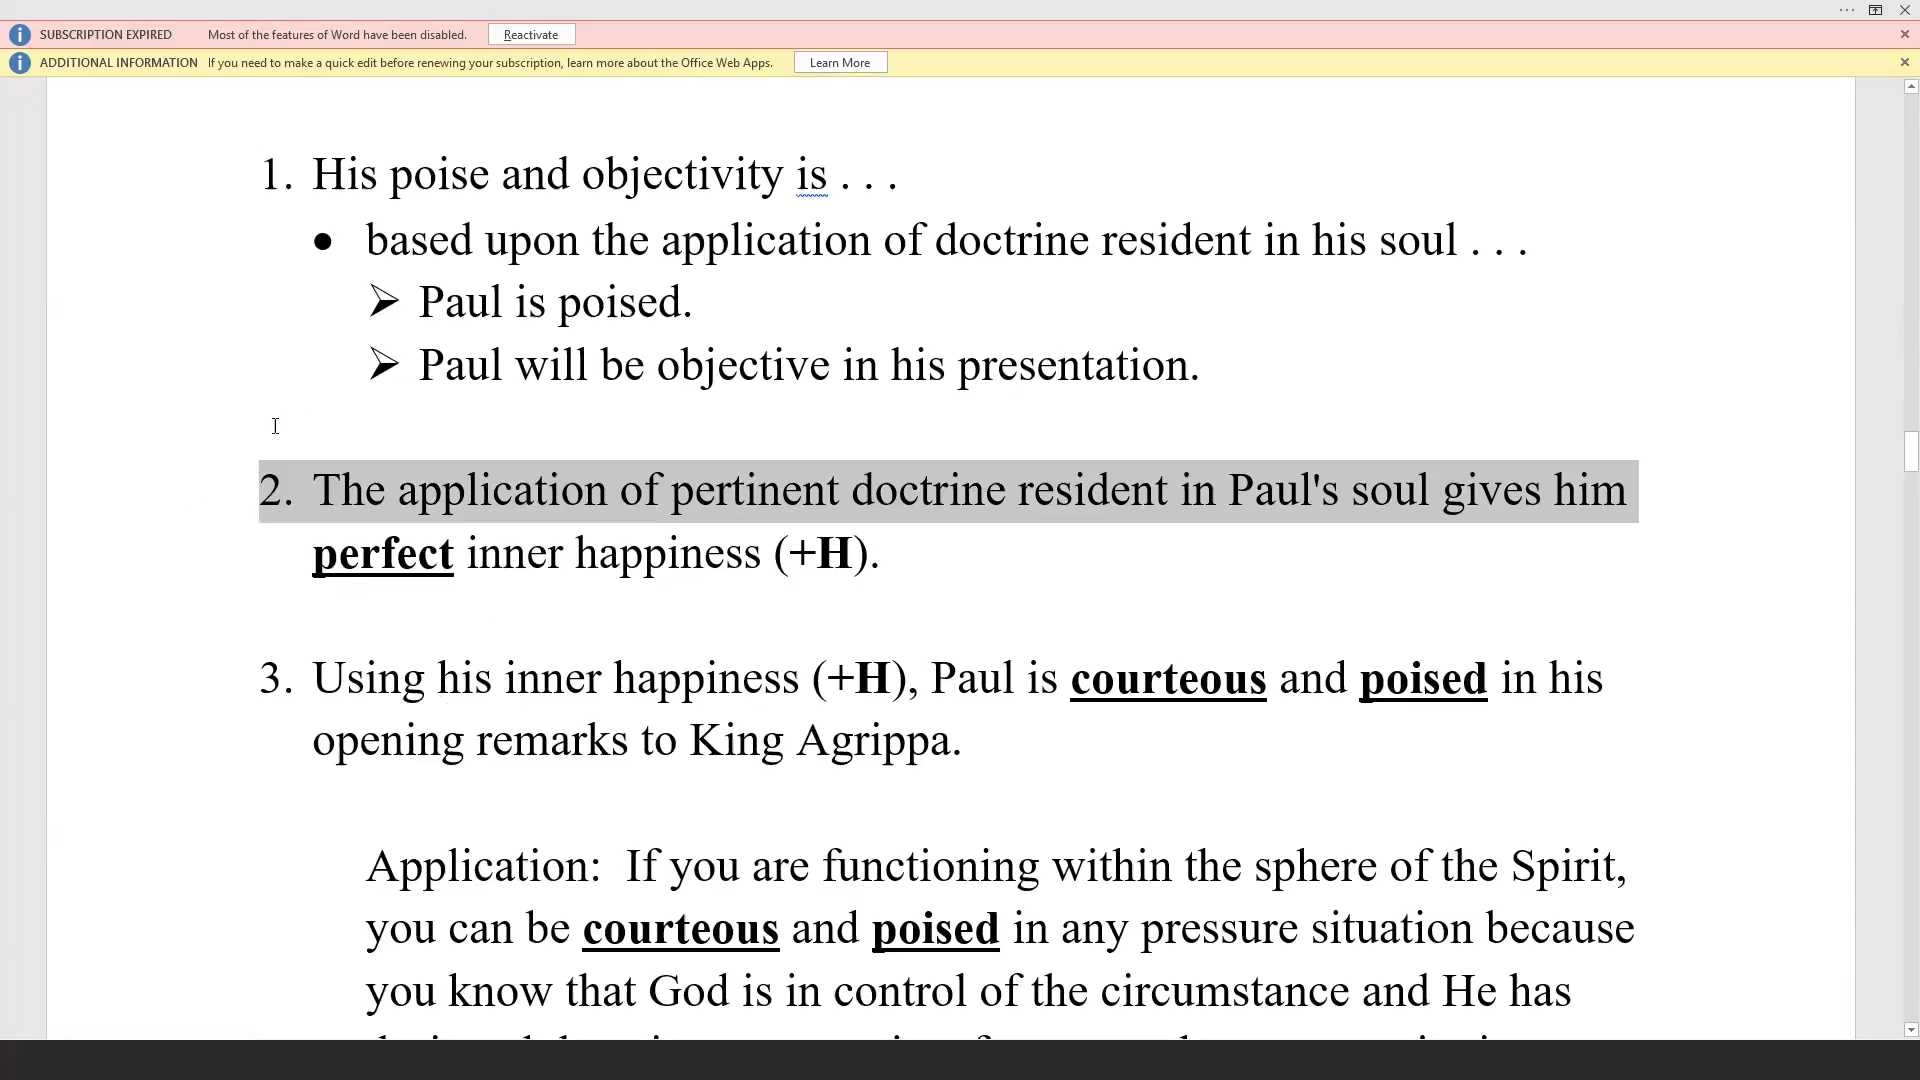 SUBSCRIPTION EXPIRED Most of the features of Word have been disabled. Reactivate
ADDITIONAL INFORMATION If you need to make a quick edit before renewing your subscription, learn more about the Office Web Apps. Learn More
1. His poise and objectivity is . . .
● based upon the application of doctrine resident in his soul . . .
➢ Paul is poised.
➢ Paul will be objective in his presentation.
2. The application of pertinent doctrine resident in Paul's soul gives him
perfect inner happiness (+H).
3. Using his inner happiness (+H), Paul is courteous and poised in his
opening remarks to King Agrippa.
Application: If you are functioning within the sphere of the Spirit,
you can be courteous and poised in any pressure situation because
you know that God is in control of the circumstance and He has